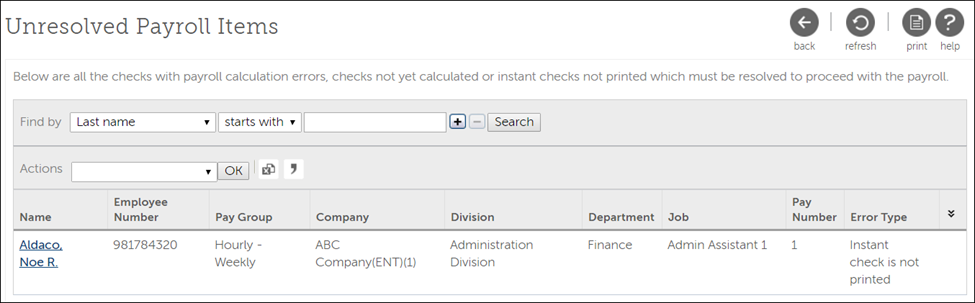 Unresolved Payroll Items
back
refresh
print
help
Below are all the checks with payroll calculation errors, checks not yet calculated or instant checks not printed which must be resolved to proceed with the payroll.
Find by Last name starts with Search
Actions OK
Name Employee Number Pay Group Company Division Department Job Pay Number Error Type
Aldaco, 981784320 Hourly - ABC Administration Finance Admin Assistant 1 1 Instant
Noe R. Weekly Company(ENT)(1) Division check is not
printed